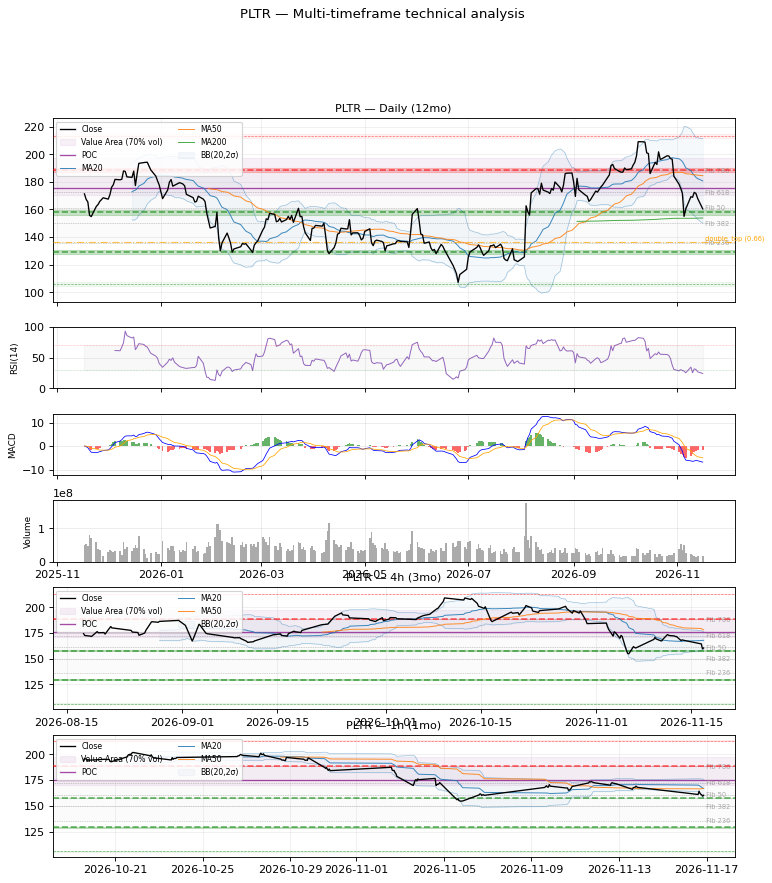 PLTR — Multi-timeframe technical analysis
PLTR — Daily (12mo)
Close
Value Area (70% vol)
POC
MA20
MA50
MA200
BB(20,2σ)
220
200
180
160
140
120
100
Fib 618
Fib 50
Fib 382
double_top (0.66)
100
50
0
RSI(14)
10
0
−10
MACD
1e8
1
0
Volume
2025-11
2026-01
2026-03
2026-05
2026-07
2026-09
2026-11
PLTR — 4h (3mo)
Close
Value Area (70% vol)
POC
MA20
MA50
BB(20,2σ)
200
175
150
125
Fib 618
Fib 50
Fib 382
Fib 236
2026-08-15
2026-09-01
2026-09-15
2026-10-01
2026-10-15
2026-11-01
2026-11-15
PLTR — 1h (1mo)
Close
Value Area (70% vol)
POC
MA20
MA50
BB(20,2σ)
200
175
150
125
Fib 618
Fib 50
Fib 382
Fib 236
2026-10-21
2026-10-25
2026-10-29
2026-11-01
2026-11-05
2026-11-09
2026-11-13
2026-11-17